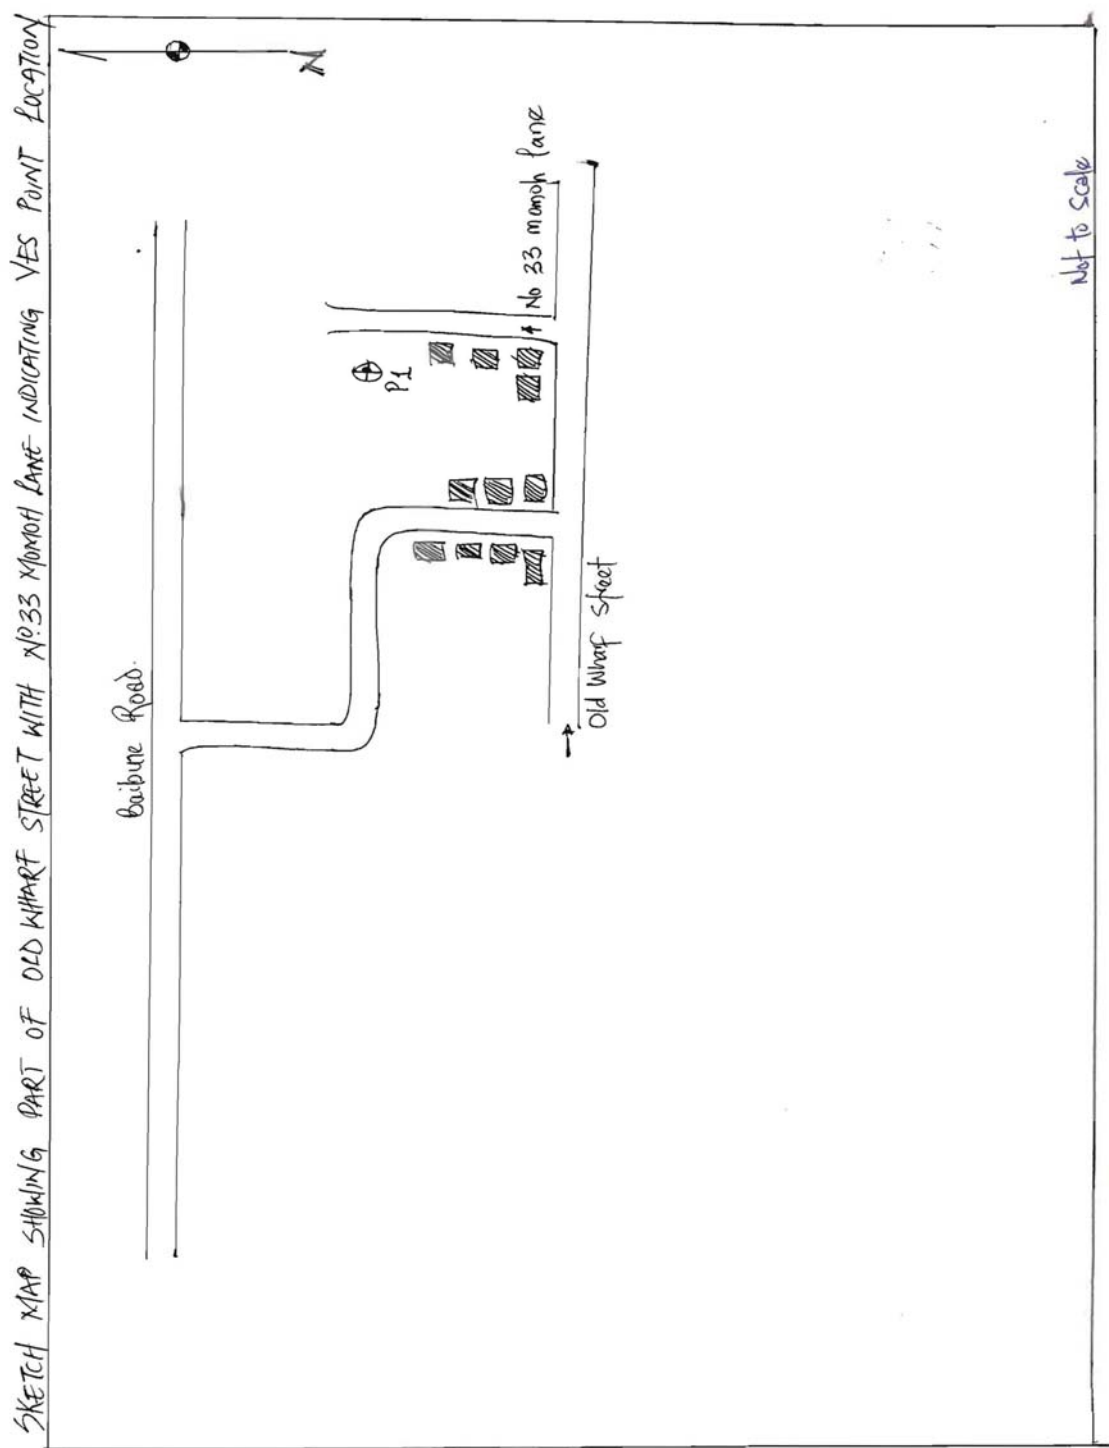 SKETCH MAP SHOWING PART OF OLD WHARF STREET WITH No.33 MOMOH LANE INDICATING VES POINT LOCATION
N
Baibure Road.
P1
No 33 momoh lane
Old Wharf Street
Not to Scale